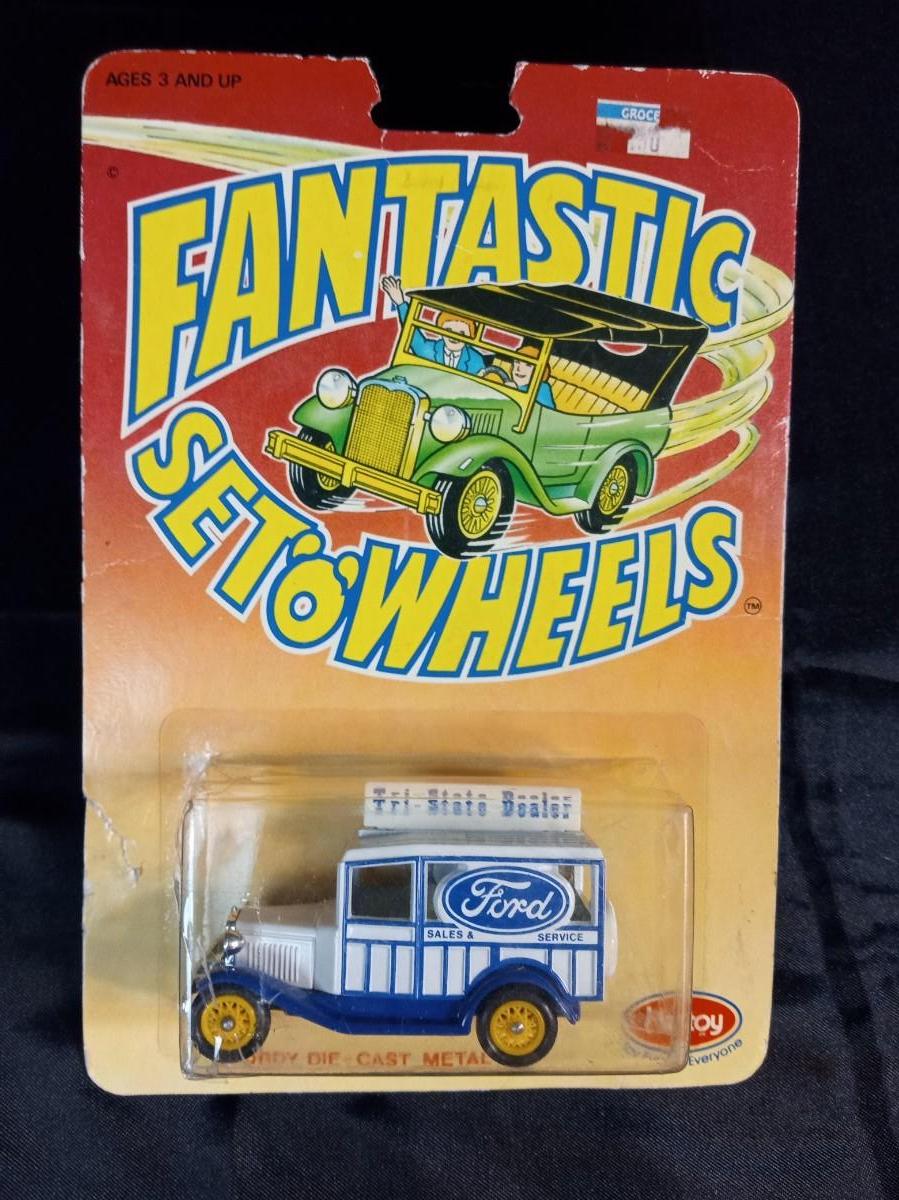 AGES 3 AND UP
GROCE
©
FANTASTIC
SET'O'WHEELS
TM
Tri-State Dealer
Ford
SALES & SERVICE
DIE-CAST METAL
Everyone